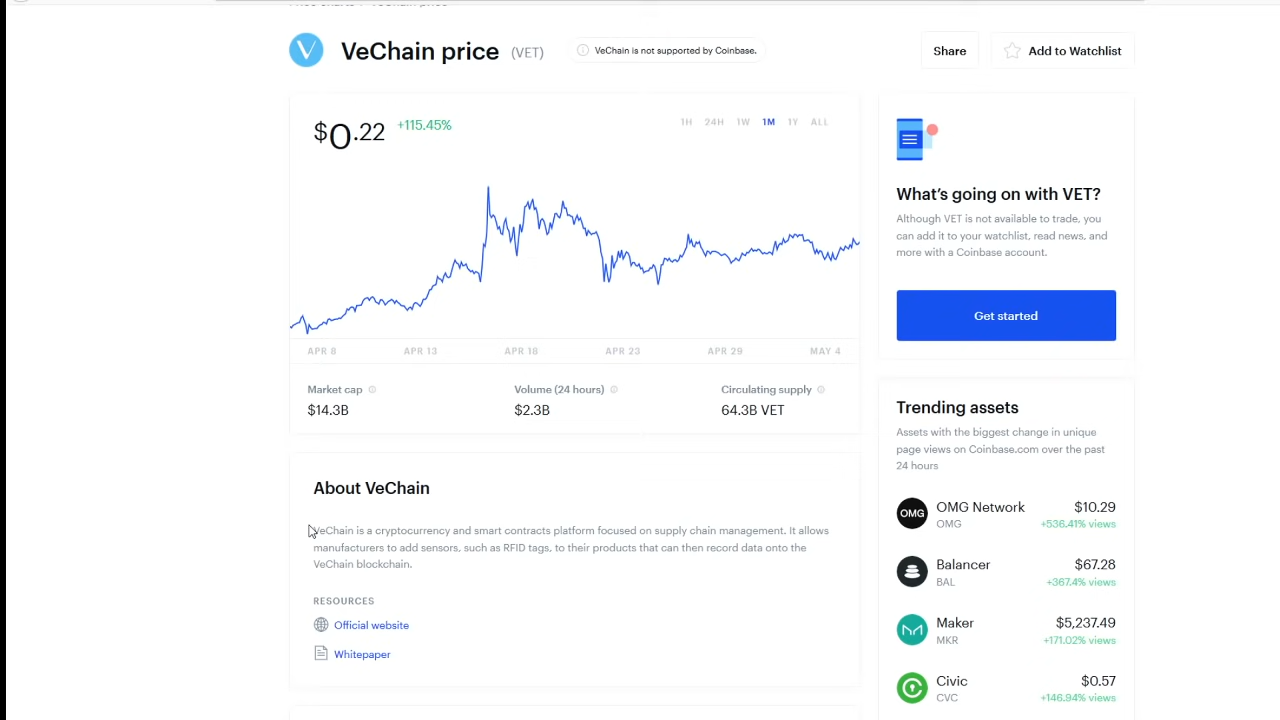 VeChain price (VET)
VeChain is not supported by Coinbase.
Share
Add to Watchlist
$0.22 +115.45%
1H 24H 1W 1M 1Y ALL
APR 8 APR 13 APR 18 APR 23 APR 29 MAY 4
Market cap
$14.3B
Volume (24 hours)
$2.3B
Circulating supply
64.3B VET
About VeChain
VeChain is a cryptocurrency and smart contracts platform focused on supply chain management. It allows
manufacturers to add sensors, such as RFID tags, to their products that can then record data onto the
VeChain blockchain.
RESOURCES
Official website
Whitepaper
What's going on with VET?
Although VET is not available to trade, you
can add it to your watchlist, read news, and
more with a Coinbase account.
Get started
Trending assets
Assets with the biggest change in unique
page views on Coinbase.com over the past
24 hours
OMG
OMG Network $10.29
OMG +536.41% views
Balancer $67.28
BAL +367.4% views
Maker $5,237.49
MKR +171.02% views
Civic $0.57
CVC +146.94% views